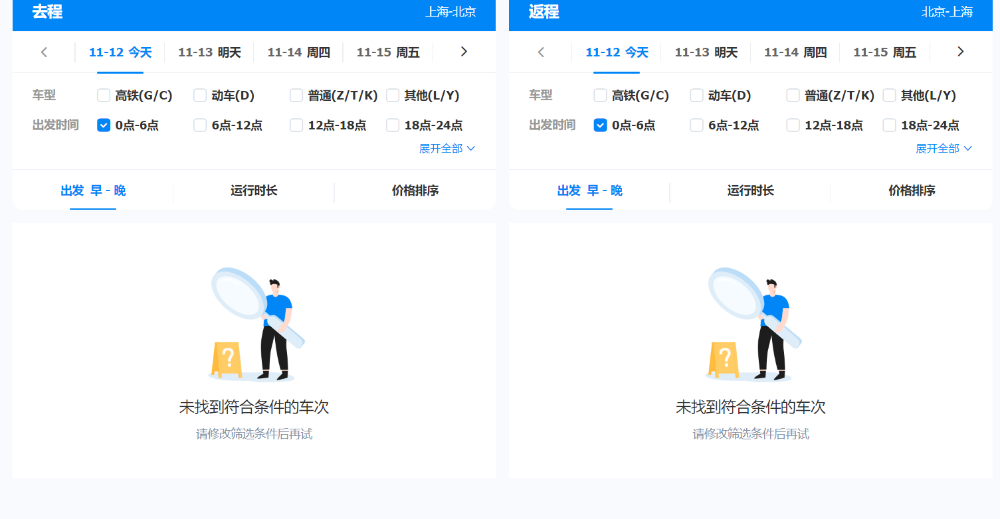 去程 上海-北京
11-12 今天 11-13 明天 11-14 周四 11-15 周五
车型 高铁(G/C) 动车(D) 普通(Z/T/K) 其他(L/Y)
出发时间 0点-6点 6点-12点 12点-18点 18点-24点
展开全部
出发 早 - 晚 运行时长 价格排序
?
未找到符合条件的车次
请修改筛选条件后再试
返程 北京-上海
11-12 今天 11-13 明天 11-14 周四 11-15 周五
车型 高铁(G/C) 动车(D) 普通(Z/T/K) 其他(L/Y)
出发时间 0点-6点 6点-12点 12点-18点 18点-24点
展开全部
出发 早 - 晚 运行时长 价格排序
?
未找到符合条件的车次
请修改筛选条件后再试